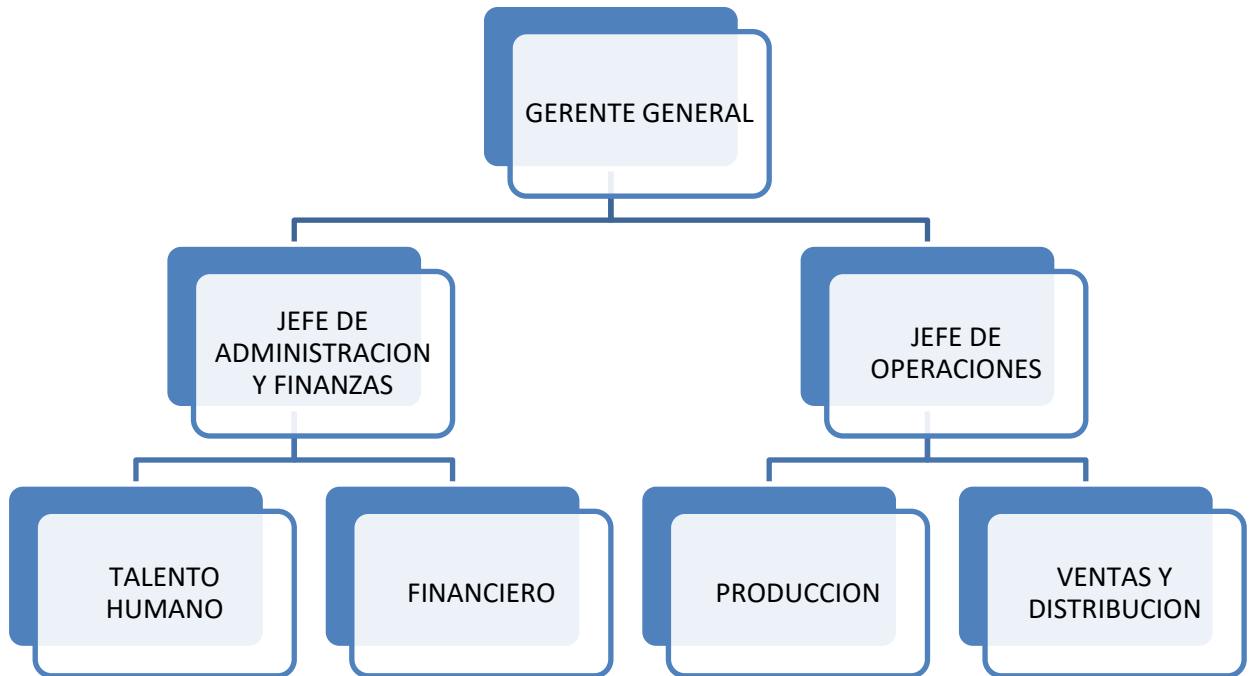 GERENTE GENERAL
JEFE DE
ADMINISTRACION
Y FINANZAS
JEFE DE
OPERACIONES
TALENTO
HUMANO
FINANCIERO
PRODUCCION
VENTAS Y
DISTRIBUCION